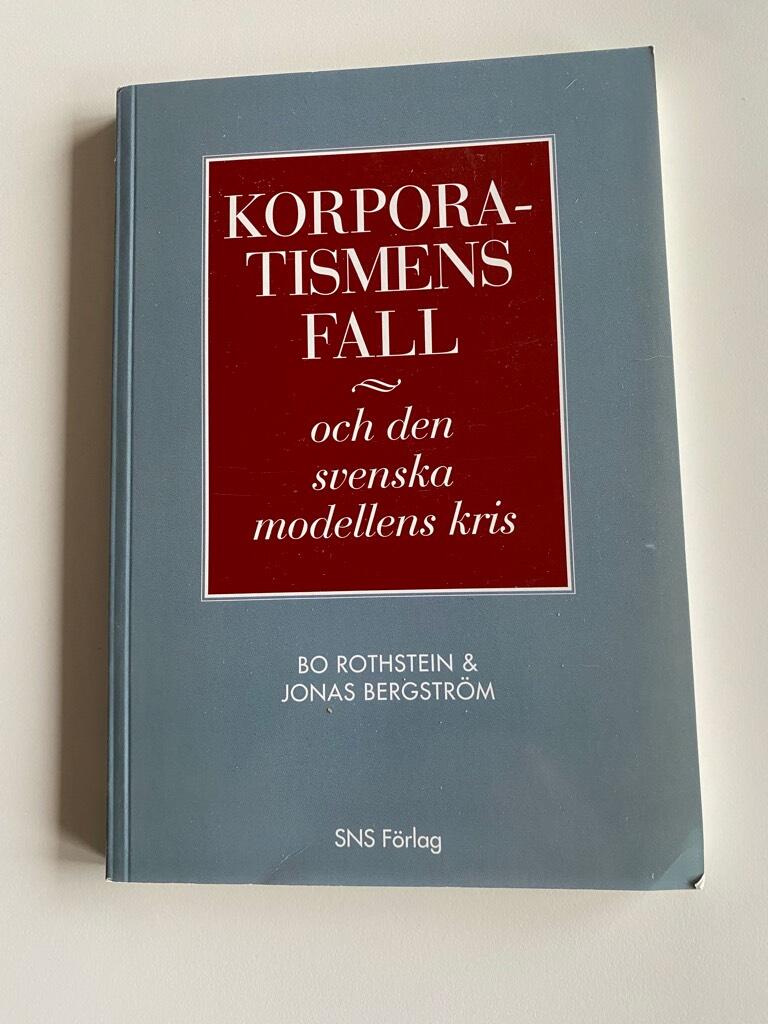 KORPORA-
TISMENS
FALL
och den
svenska
modellens kris
BO ROTHSTEIN &
JONAS BERGSTRÖM
SNS Förlag